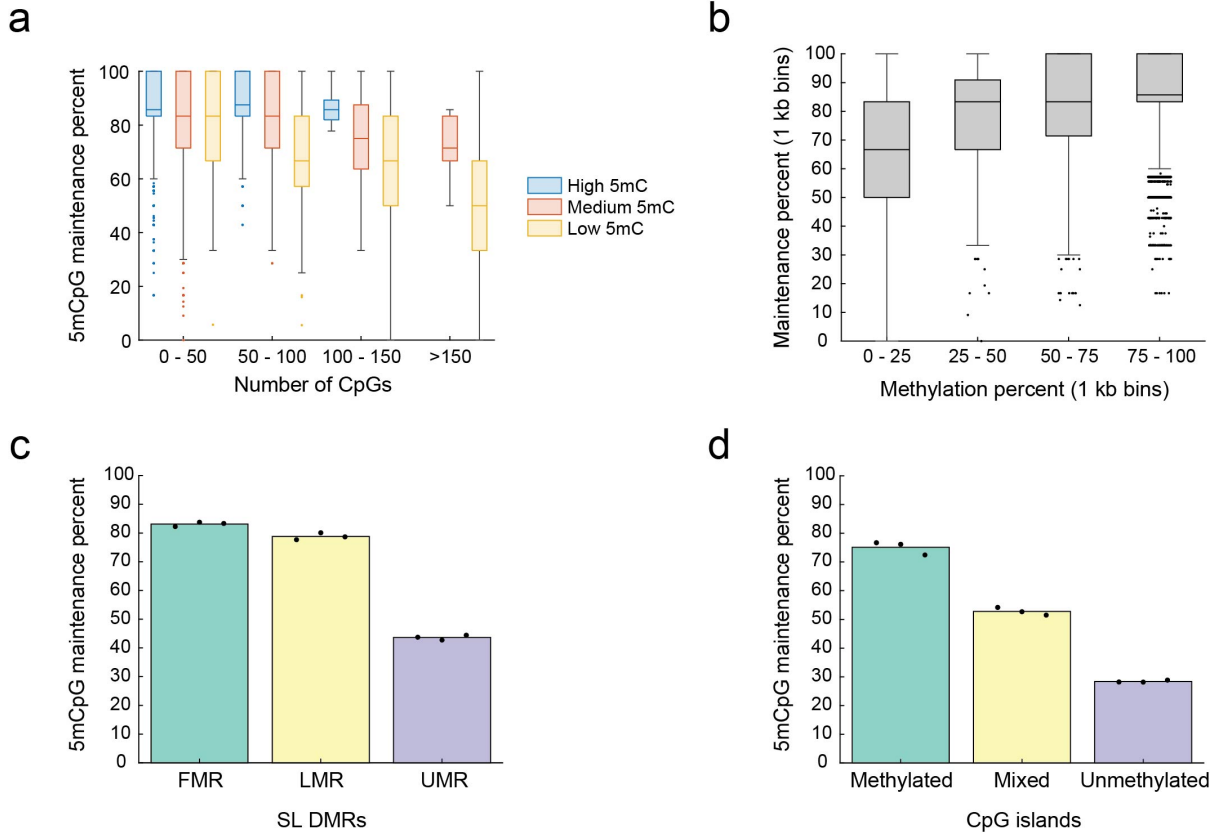 a
5mCpG maintenance percent
100
80
60
40
20
0
0 - 50
50 - 100
100 - 150
>150
Number of CpGs
High 5mC
Medium 5mC
Low 5mC
b
Maintenance percent (1 kb bins)
100
90
80
70
60
50
40
30
20
10
0
0 - 25
25 - 50
50 - 75
75 - 100
Methylation percent (1 kb bins)
c
5mCpG maintenance percent
100
90
80
70
60
50
40
30
20
10
0
FMR
LMR
UMR
SL DMRs
d
5mCpG maintenance percent
100
90
80
70
60
50
40
30
20
10
0
Methylated
Mixed
Unmethylated
CpG islands